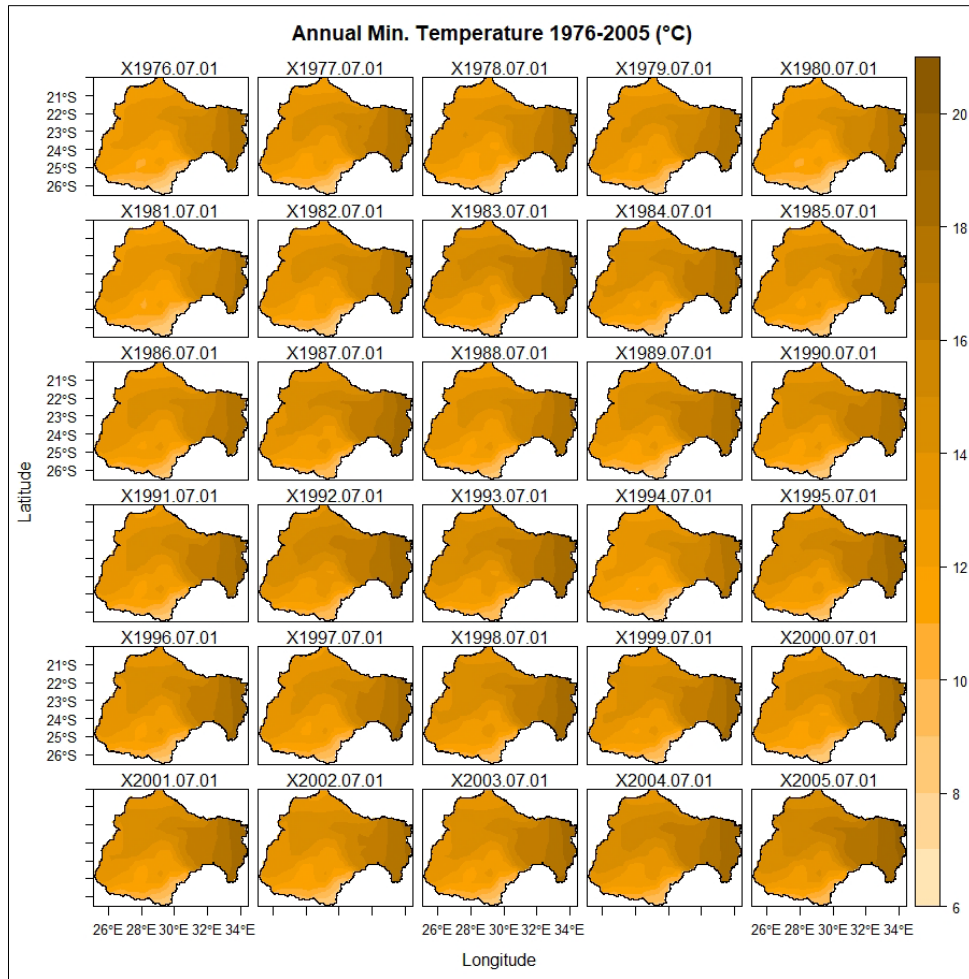 Annual Min. Temperature 1976-2005 (°C)
X1976.07.01 X1977.07.01 X1978.07.01 X1979.07.01 X1980.07.01
21°S
22°S
23°S
24°S
25°S
26°S
X1981.07.01 X1982.07.01 X1983.07.01 X1984.07.01 X1985.07.01
X1986.07.01 X1987.07.01 X1988.07.01 X1989.07.01 X1990.07.01
21°S
22°S
23°S
24°S
25°S
26°S
X1991.07.01 X1992.07.01 X1993.07.01 X1994.07.01 X1995.07.01
X1996.07.01 X1997.07.01 X1998.07.01 X1999.07.01 X2000.07.01
21°S
22°S
23°S
24°S
25°S
26°S
X2001.07.01 X2002.07.01 X2003.07.01 X2004.07.01 X2005.07.01
26°E 28°E 30°E 32°E 34°E 26°E 28°E 30°E 32°E 34°E 26°E 28°E 30°E 32°E 34°E
Longitude
Latitude
20
18
16
14
12
10
8
6